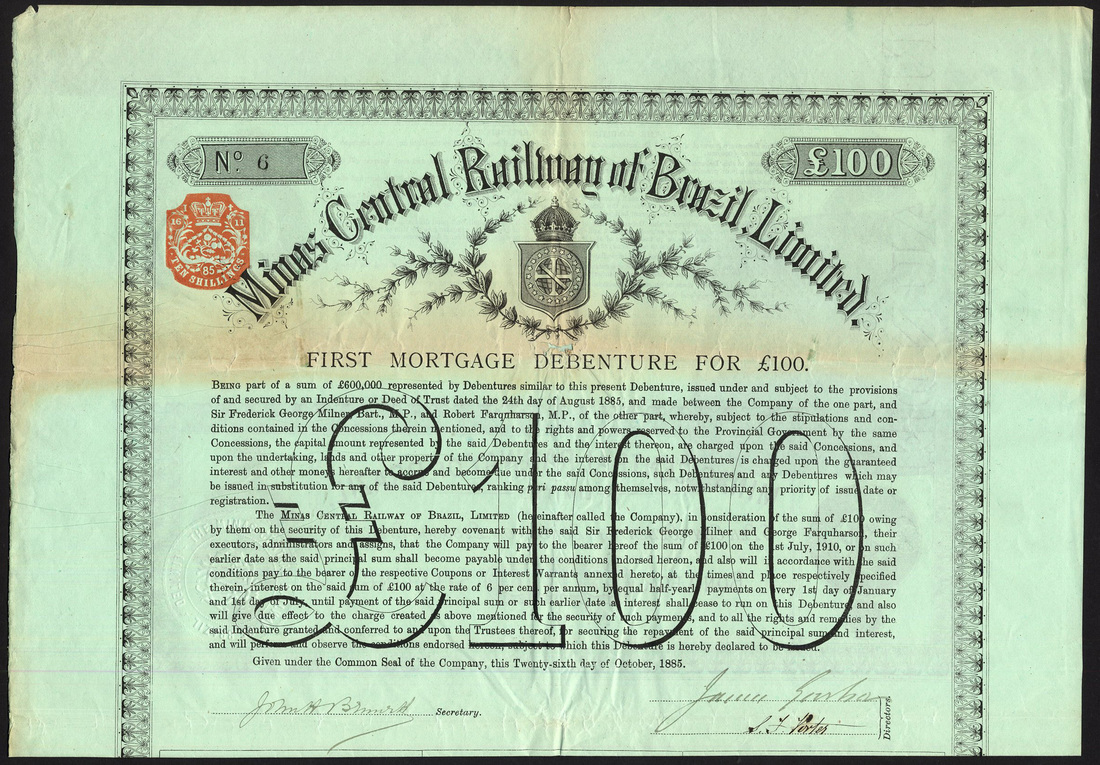 Nº 6
£100
Minas Central Railway of Brazil, Limited.
I
16 11
85
TEN SHILLINGS
FIRST MORTGAGE DEBENTURE FOR £100.
BEING part of a sum of £600,000 represented by Debentures similar to this present Debenture, issued under and subject to the provisions
of and secured by an Indenture or Deed of Trust dated the 24th day of August 1885, and made between the Company of the one part, and
Sir Frederick George Milner, Bart., M.P., and Robert Farquharson, M.P., of the other part, whereby, subject to the stipulations and con-
ditions contained in the Concessions therein mentioned, and to the rights and powers reserved to the Provincial Government by the same
Concessions, the capital amount represented by the said Debentures and the interest thereon, are charged upon the said Concessions, and
upon the undertaking, lands and other property of the Company and the interest on the said Debentures is charged upon the guaranteed
interest and other money hereafter to accrue and become due under the said Concessions, such Debentures and any Debentures which may
be issued in substitution for any of the said Debentures, ranking pari passu among themselves, notwithstanding any priority of issue date or
registration.
The MINAS CENTRAL RAILWAY OF BRAZIL, LIMITED (hereinafter called the Company), in consideration of the sum of £100 owing
by them on the security of this Debenture, hereby covenant with the said Sir Frederick George Milner and George Farquharson, their
executors, administrators and assigns, that the Company will pay to the bearer hereof the sum of £100 on the 1st July, 1910, or on such
earlier date as the said principal sum shall become payable under the conditions endorsed hereon, and also will in accordance with the said
conditions pay to the bearer of the respective Coupons or Interest Warrants annexed hereto, at the times and place respectively specified
therein, interest on the said sum of £100 at the rate of 6 per cent. per annum, by equal half-yearly payments on every 1st day of January
and 1st day of July, until payment of the said principal sum or such earlier date as interest shall cease to run on this Debenture, and also
will give due effect to the charge created as above mentioned for the security of such payments, and to all the rights and remedies by the
said Indenture granted and conferred to and upon the Trustees thereof, for securing the repayment of the said principal sum and interest,
and will perform and observe the conditions endorsed hereon, subject to which this Debenture is hereby declared to be issued.
£100
Given under the Common Seal of the Company, this Twenty-sixth day of October, 1885.
John H Bennett Secretary.
James
S. F. Porter
Directors.